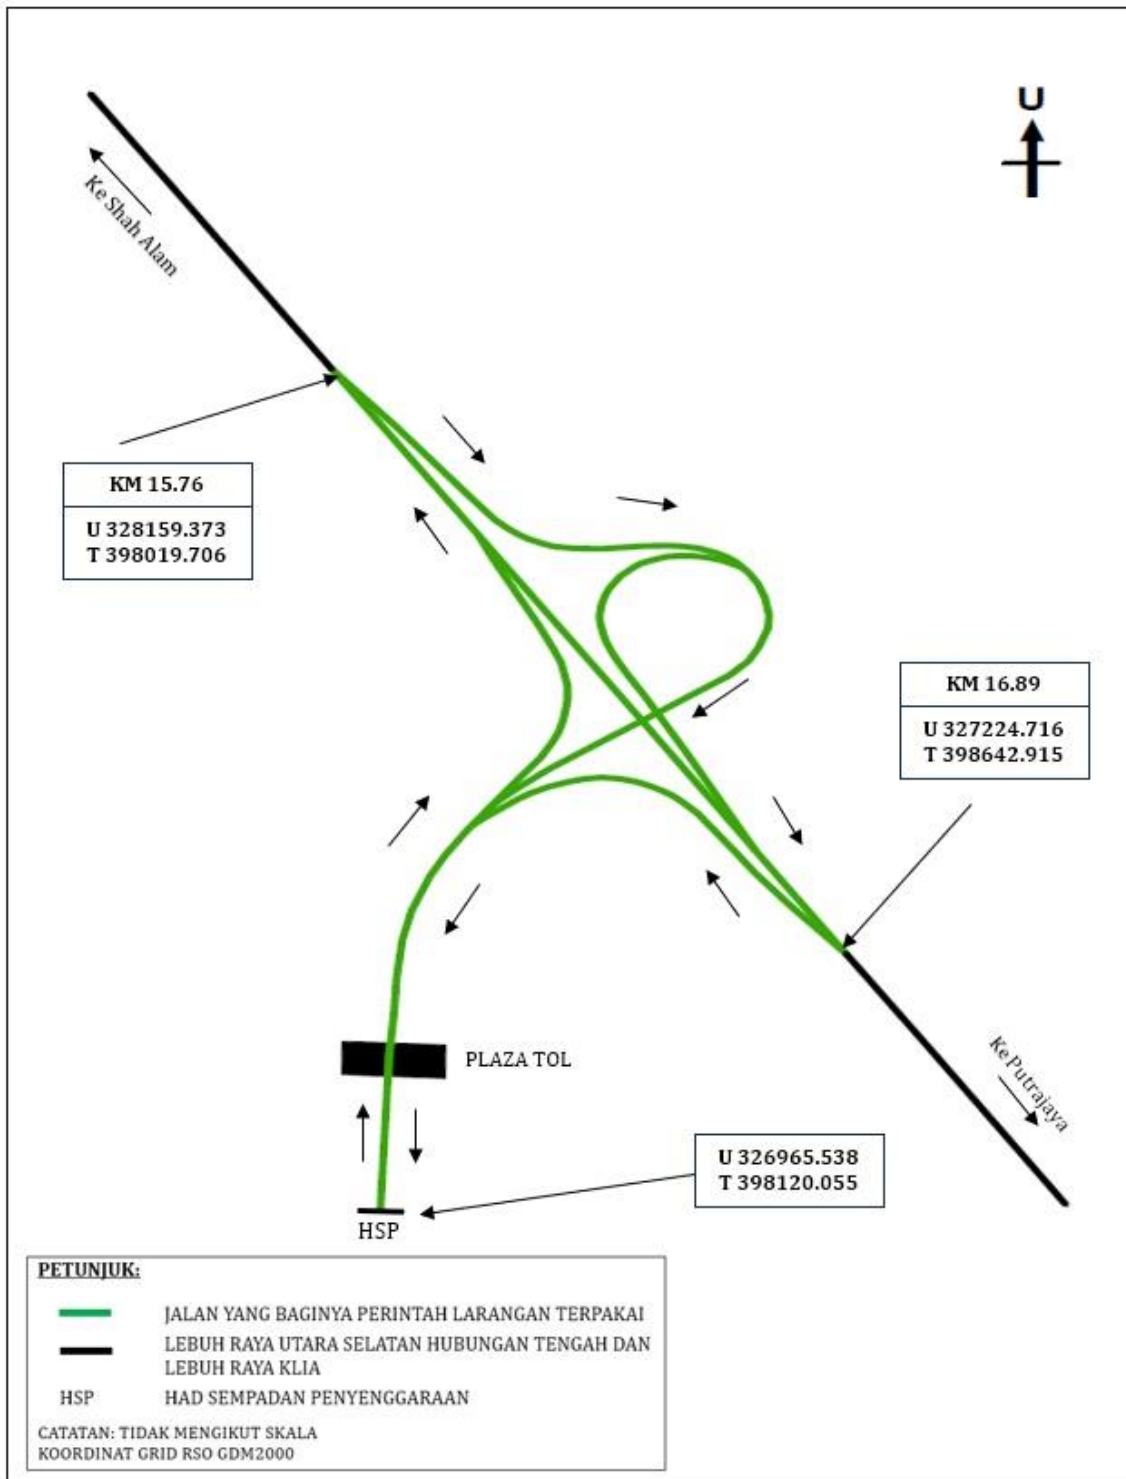 U
Ke Shah Alam
KM 15.76
U 328159.373
T 398019.706
KM 16.89
U 327224.716
T 398642.915
PLAZA TOL
Ke Putrajaya
U 326965.538
T 398120.055
HSP
PETUNJUK:
JALAN YANG BAGINYA PERINTAH LARANGAN TERPAKAI
LEBUH RAYA UTARA SELATAN HUBUNGAN TENGAH DAN
LEBUH RAYA KLIA
HSP HAD SEMPADAN PENYENGGARAAN
CATATAN: TIDAK MENGIKUT SKALA
KOORDINAT GRID RSO GDM2000